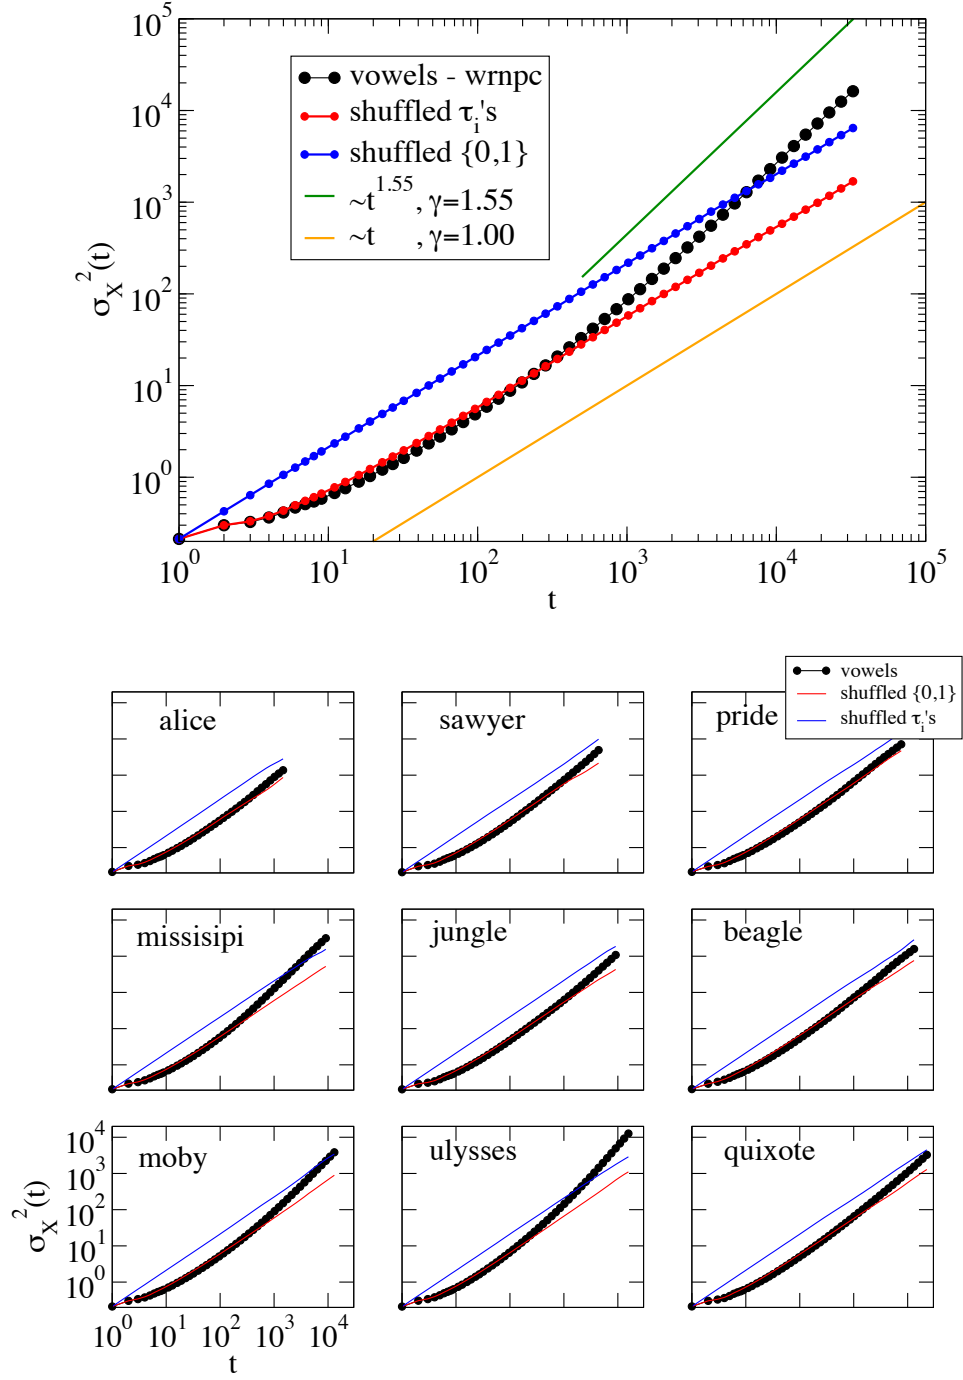 10^5
10^4
10^3
10^2
10^1
10^0
σ_X^2(t)
vowels - wrnpc
shuffled τ_i's
shuffled {0,1}
~t^1.55, γ=1.55
~t , γ=1.00
10^0 10^1 10^2 10^3 10^4 10^5
t
vowels
shuffled {0,1}
shuffled τ_i's
alice
sawyer
pride
missisipi
jungle
beagle
moby
ulysses
quixote
10^4
10^3
10^2
10^1
10^0
σ_X^2(t)
10^0 10^1 10^2 10^3 10^4
t